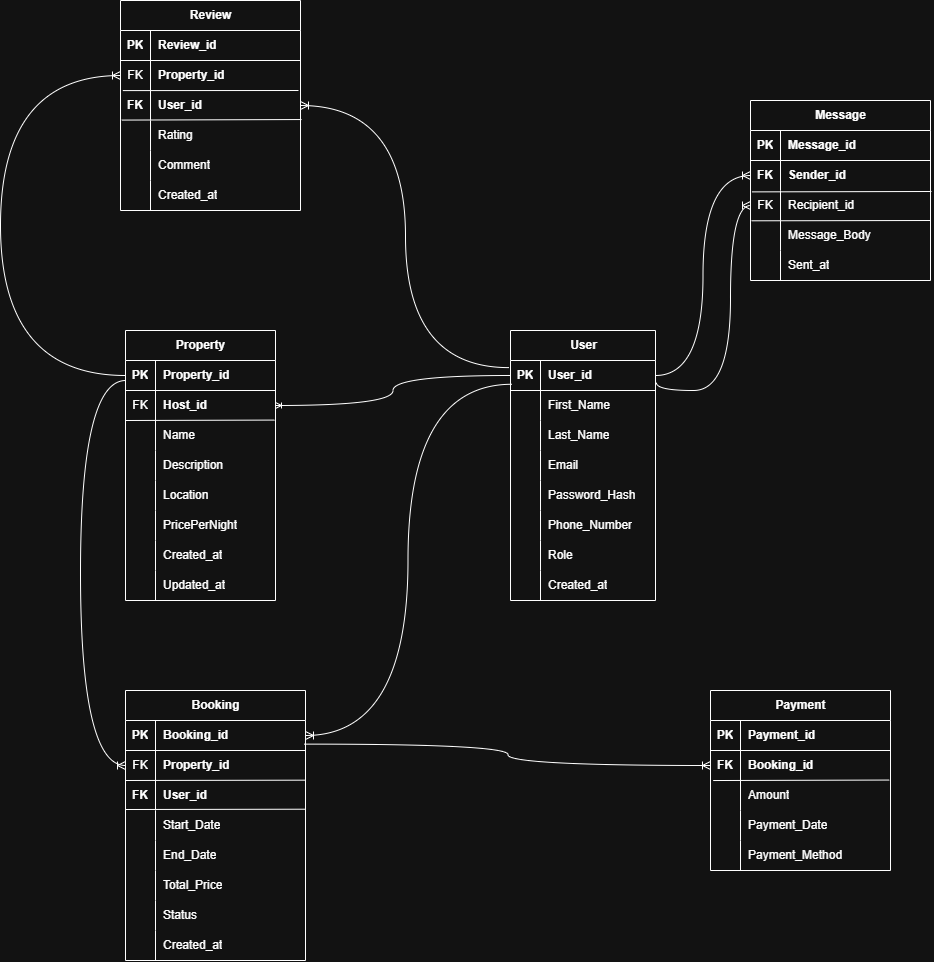 Review
PK Review_id
FK Property_id
FK User_id
Rating
Comment
Created_at
Message
PK Message_id
FK Sender_id
FK Recipient_id
Message_Body
Sent_at
Property
PK Property_id
FK Host_id
Name
Description
Location
PricePerNight
Created_at
Updated_at
User
PK User_id
First_Name
Last_Name
Email
Password_Hash
Phone_Number
Role
Created_at
Booking
PK Booking_id
FK Property_id
FK User_id
Start_Date
End_Date
Total_Price
Status
Created_at
Payment
PK Payment_id
FK Booking_id
Amount
Payment_Date
Payment_Method